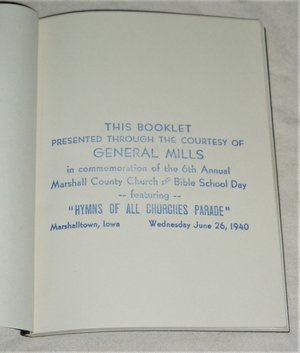 THIS BOOKLET
PRESENTED THROUGH THE COURTESY OF
GENERAL MILLS
in commemoration of the 6th Annual
Marshall County Church and Bible School Day
-- featuring --
"HYMNS OF ALL CHURCHES PARADE"
Marshalltown, Iowa Wednesday June 26, 1940